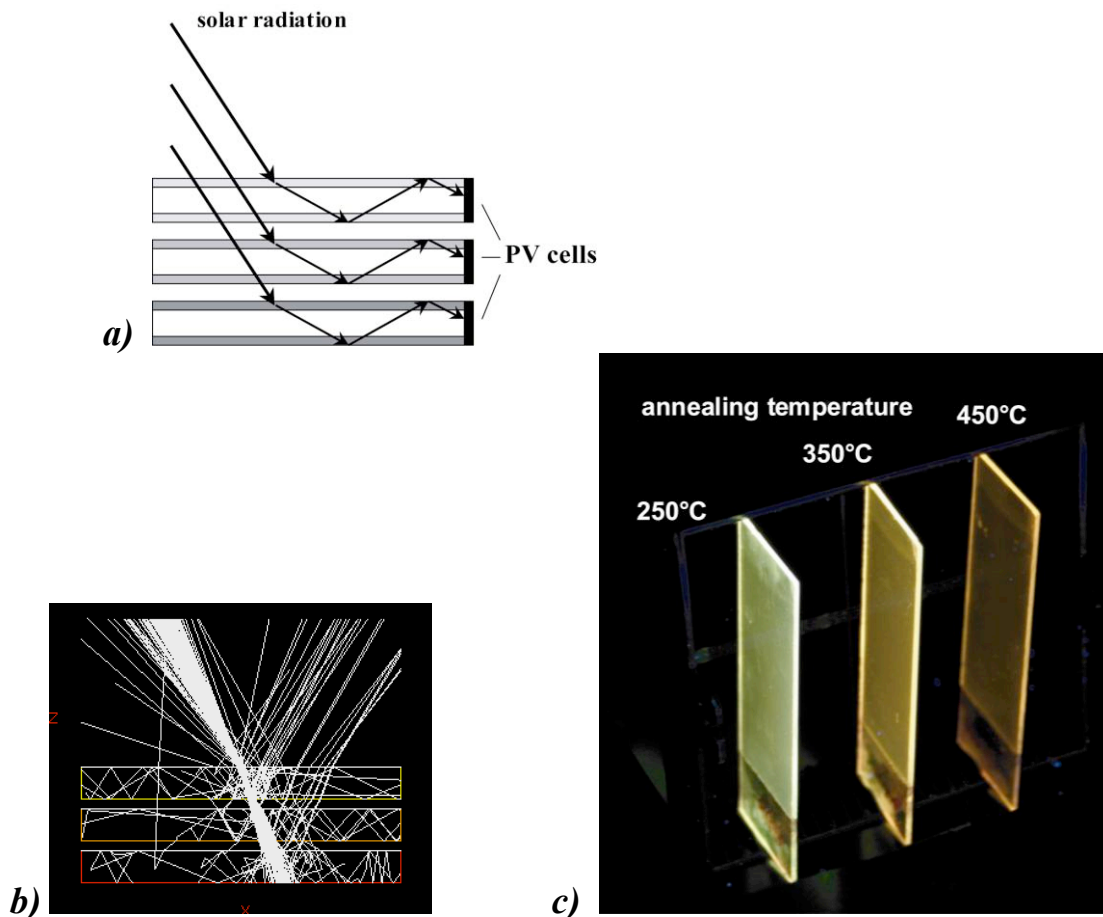 solar radiation
PV cells
a)
annealing temperature
450°C
350°C
250°C
Z
b)
X
c)